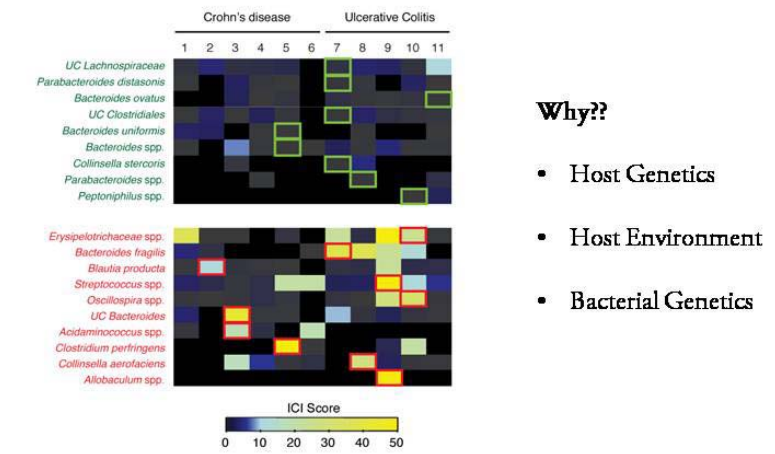 Crohn's disease Ulcerative Colitis
1 2 3 4 5 6 7 8 9 10 11
UC Lachnospiraceae
Parabacteroides distasonis
Bacteroides ovatus
UC Clostridiales
Bacteroides uniformis
Bacteroides spp.
Collinsella stercoris
Parabacteroides spp.
Peptoniphilus spp.
Erysipelotrichaceae spp.
Bacteroides fragilis
Blautia producta
Streptococcus spp.
Oscillospira spp.
UC Bacteroides
Acidaminococcus spp.
Clostridium perfringens
Collinsella aerofaciens
Allobaculum spp.
ICI Score
0 10 20 30 40 50
Why??
• Host Genetics
• Host Environment
• Bacterial Genetics